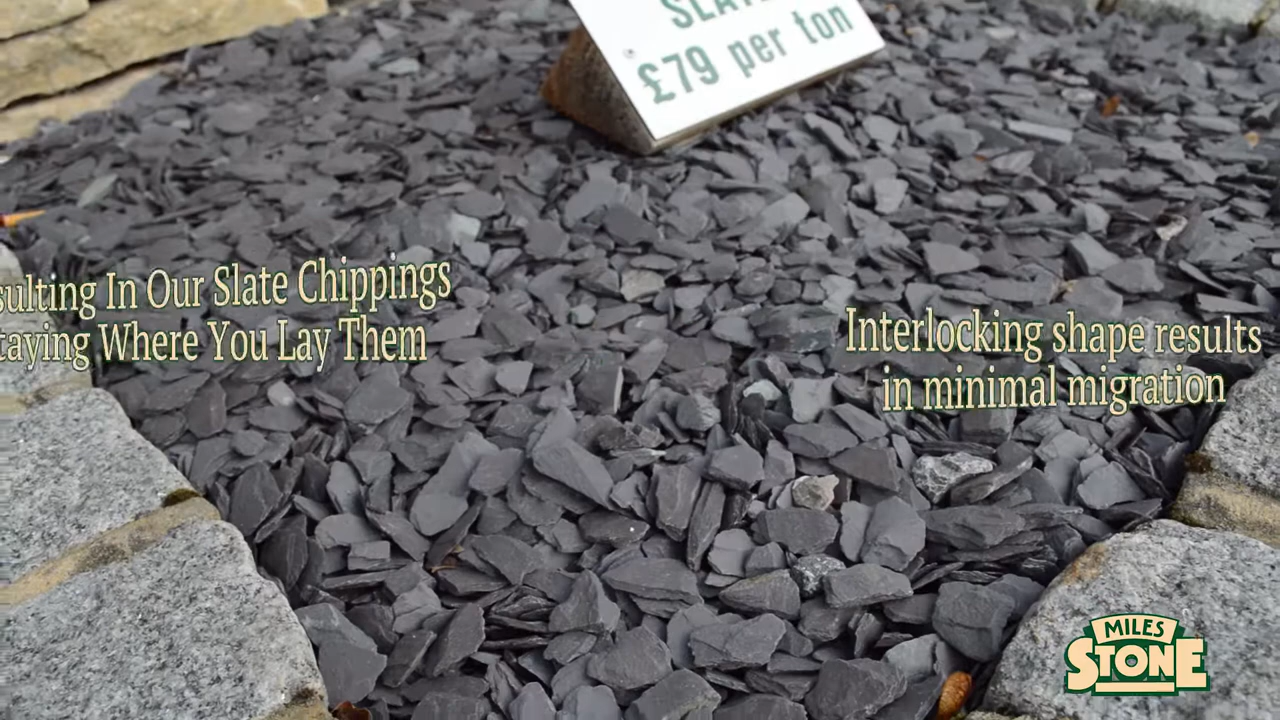 SLATE
£79 per ton
sulting In Our Slate Chippings
taying Where You Lay Them
Interlocking shape results
in minimal migration
MILES
STONE